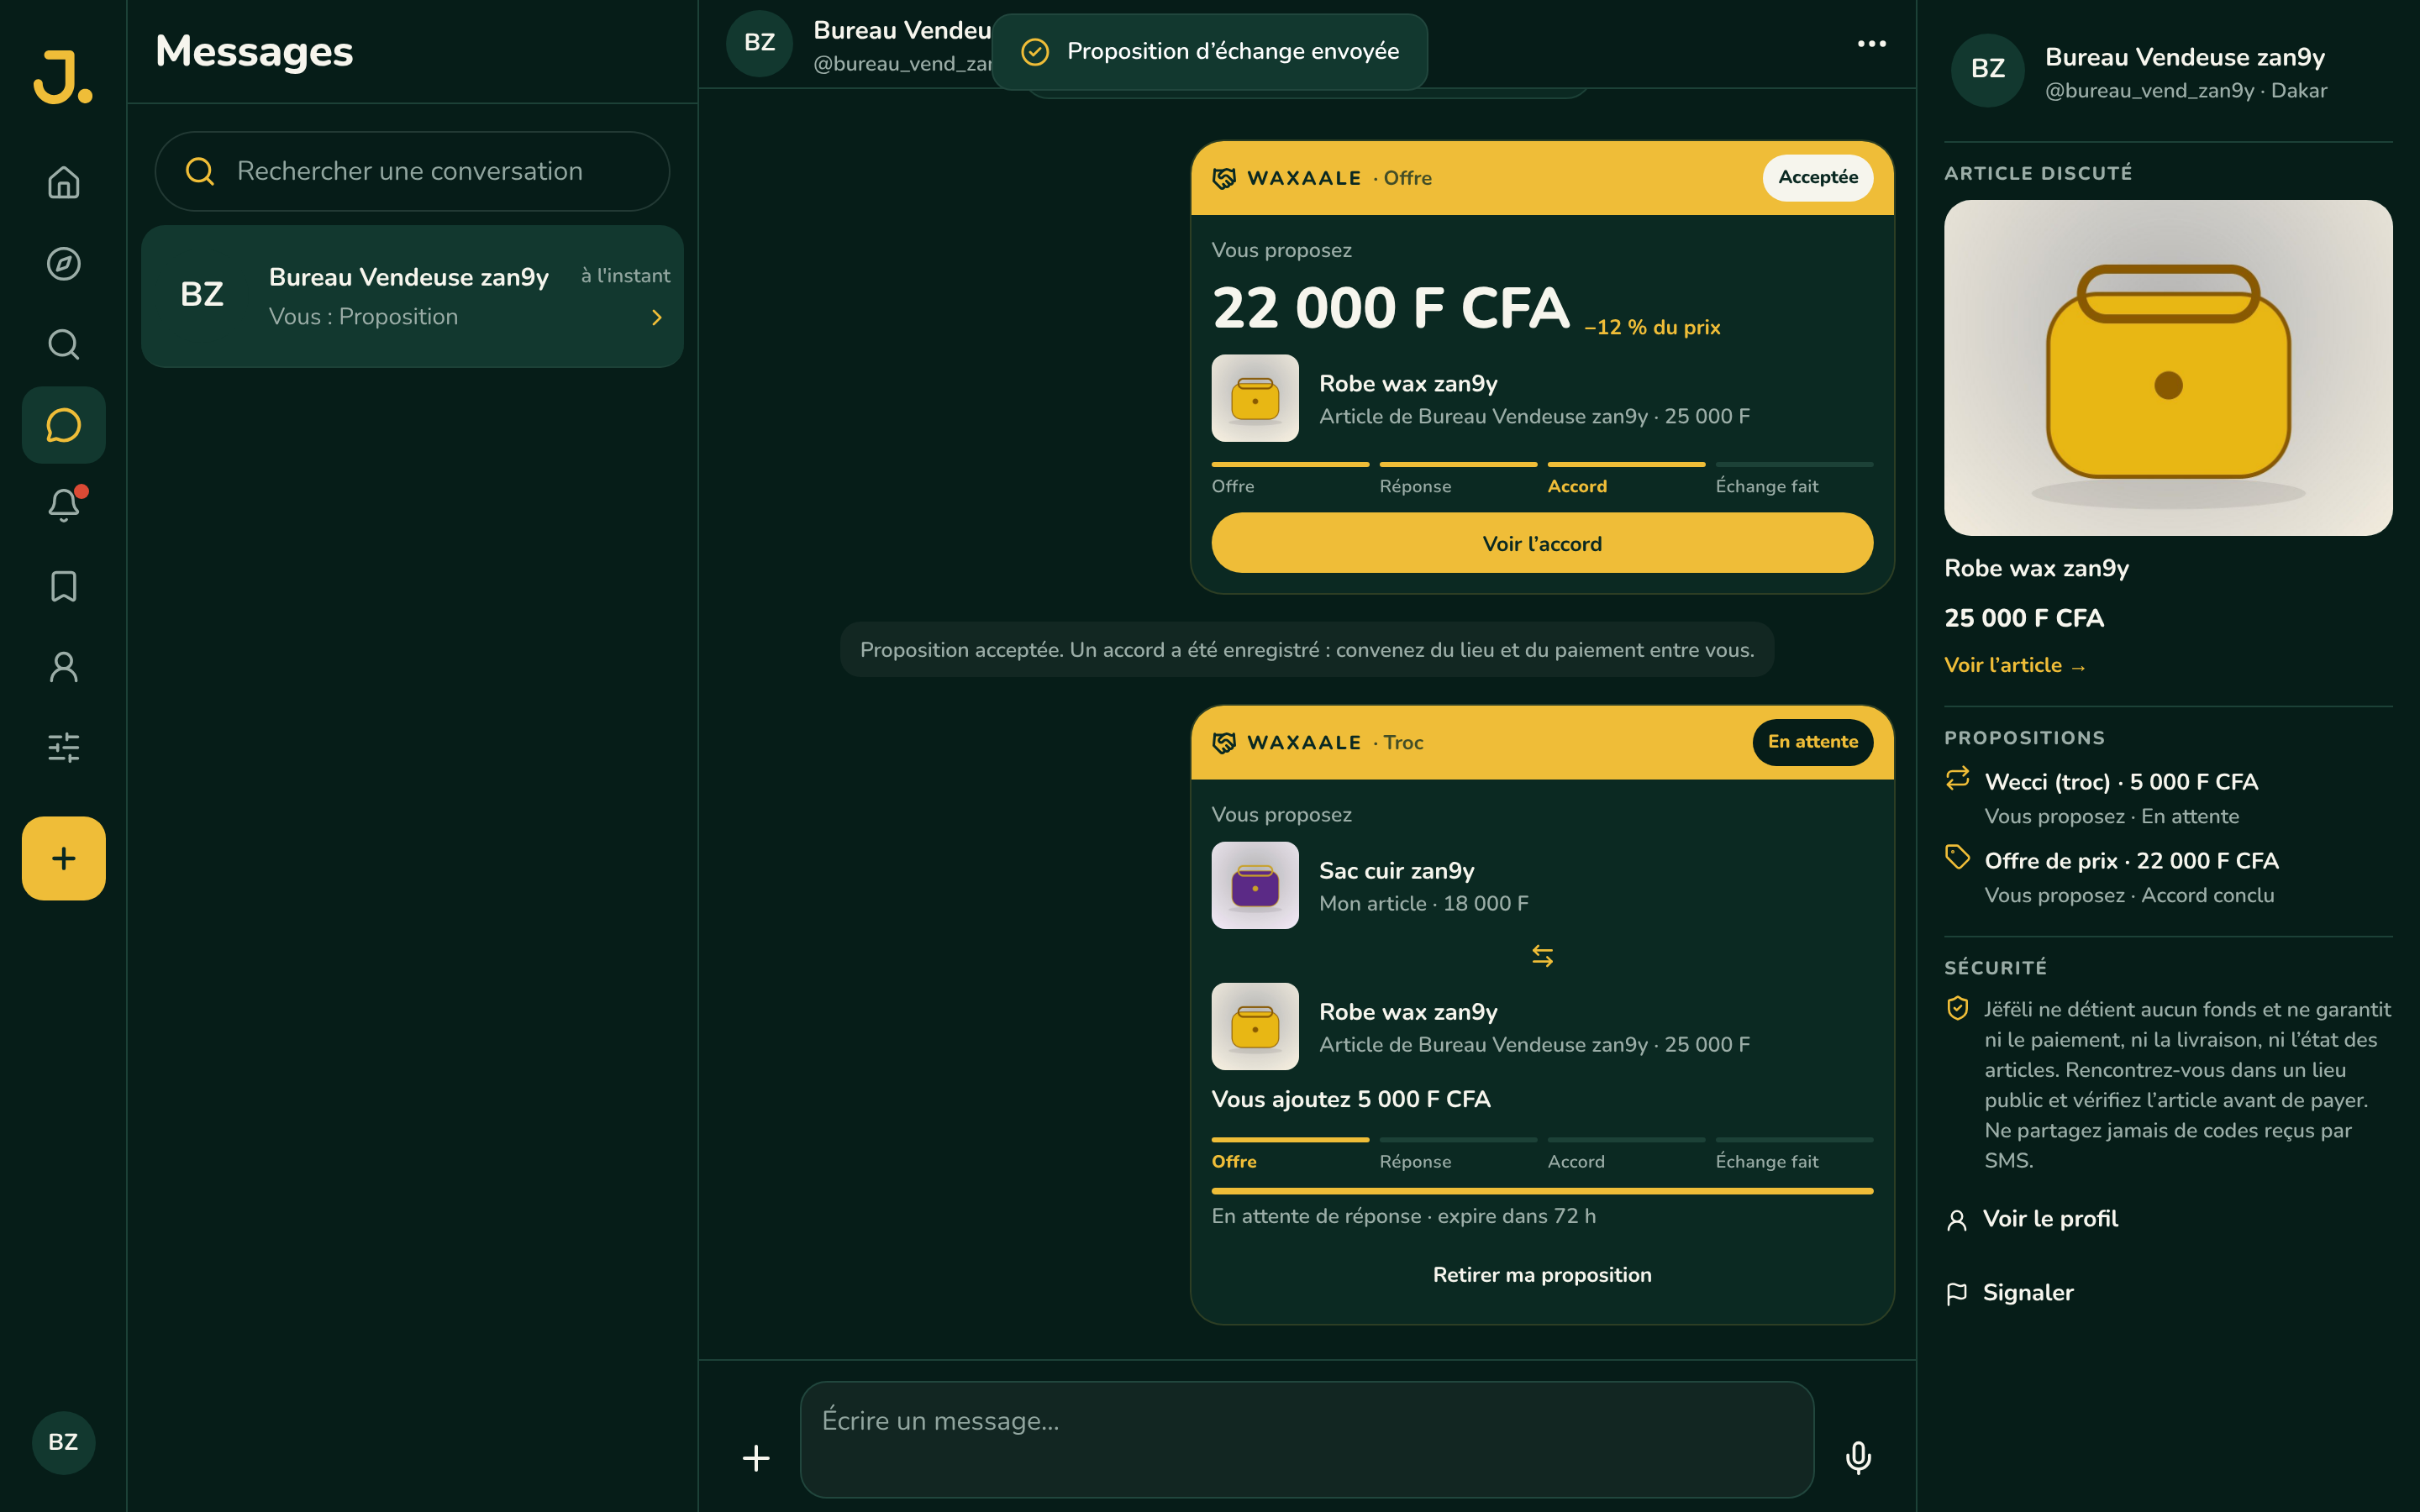 J.
Messages
Rechercher une conversation
BZ
Bureau Vendeuse zan9y
à l'instant
Vous : Proposition
BZ
BZ
Bureau Vendeu
@bureau_vend_zar
Proposition d’échange envoyée
WAXAALE · Offre
Acceptée
Vous proposez
22 000 F CFA −12 % du prix
Robe wax zan9y
Article de Bureau Vendeuse zan9y · 25 000 F
Offre Réponse Accord Échange fait
Voir l’accord
Proposition acceptée. Un accord a été enregistré : convenez du lieu et du paiement entre vous.
WAXAALE · Troc
En attente
Vous proposez
Sac cuir zan9y
Mon article · 18 000 F
Robe wax zan9y
Article de Bureau Vendeuse zan9y · 25 000 F
Vous ajoutez 5 000 F CFA
Offre Réponse Accord Échange fait
En attente de réponse · expire dans 72 h
Retirer ma proposition
Écrire un message...
BZ
Bureau Vendeuse zan9y
@bureau_vend_zan9y · Dakar
ARTICLE DISCUTÉ
Robe wax zan9y
25 000 F CFA
Voir l’article →
PROPOSITIONS
Wecci (troc) · 5 000 F CFA
Vous proposez · En attente
Offre de prix · 22 000 F CFA
Vous proposez · Accord conclu
SÉCURITÉ
Jëfëli ne détient aucun fonds et ne garantit
ni le paiement, ni la livraison, ni l’état des
articles. Rencontrez-vous dans un lieu
public et vérifiez l’article avant de payer.
Ne partagez jamais de codes reçus par
SMS.
Voir le profil
Signaler